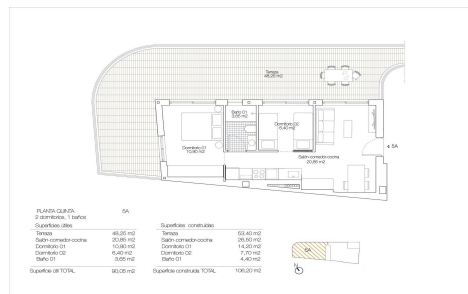 Terraza
48,25 m2
Baño 01
3,65 m2
Dormitorio 02
6,40 m2
Dormitorio 01
10,90 m2
Salón-comedor-cocina
20,85 m2
5A
PLANTA QUINTA 5A
2 dormitorios, 1 baños
Superficies útiles
Terraza 48,25 m2
Salón-comedor-cocina 20,85 m2
Dormitorio 01 10,90 m2
Dormitorio 02 6,40 m2
Baño 01 3,65 m2
Superficie útil TOTAL 90,05 m2
Superficies construidas
Terraza 53,40 m2
Salón-comedor-cocina 26,50 m2
Dormitorio 01 14,20 m2
Dormitorio 02 7,70 m2
Baño 01 4,40 m2
Superficie construida TOTAL 106,20 m2
5A
N